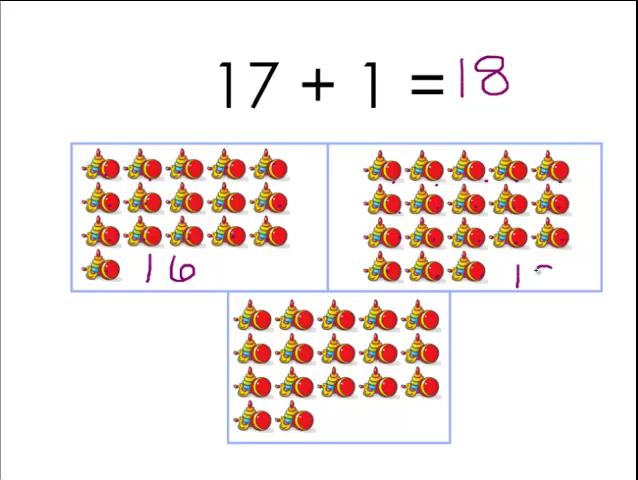 17 + 1 = 18
16